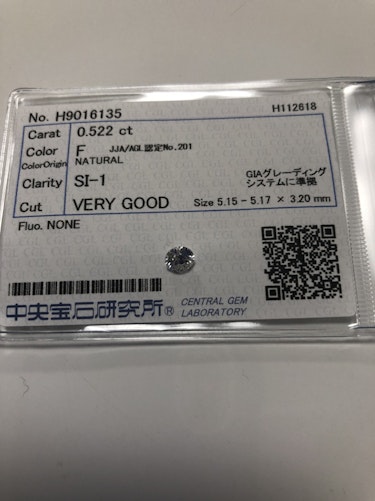 No. H9016135 H112618
Carat 0.522 ct
Color F JJA/AGL認定No.201
ColorOrigin NATURAL
Clarity SI-1 GIAグレーディング
システムに準拠
Cut VERY GOOD Size 5.15 - 5.17 × 3.20 mm
Fluo. NONE
中央宝石研究所® CENTRAL GEM
LABORATORY